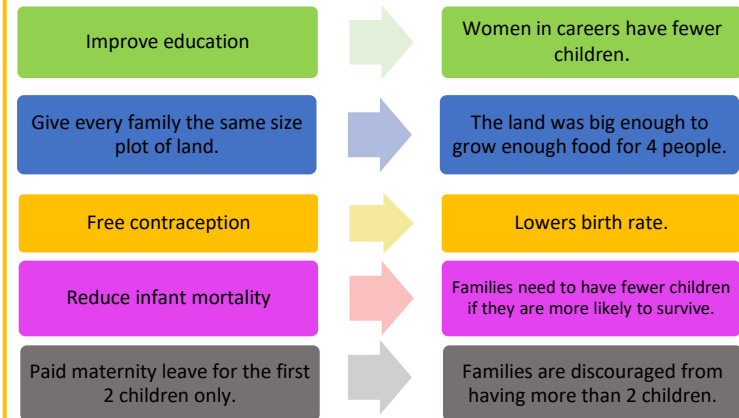 Improve education
Women in careers have fewer
children.
Give every family the same size
plot of land.
The land was big enough to
grow enough food for 4 people.
Free contraception
Lowers birth rate.
Reduce infant mortality
Families need to have fewer children
if they are more likely to survive.
Paid maternity leave for the first
2 children only.
Families are discouraged from
having more than 2 children.